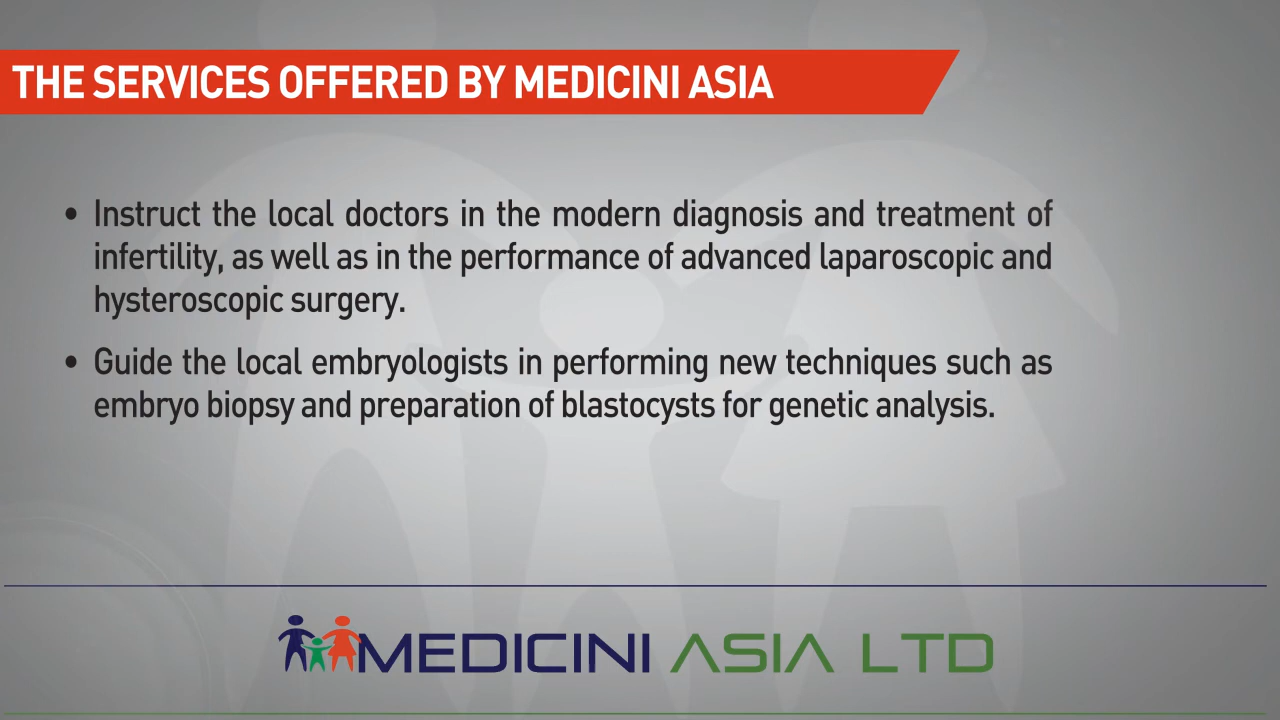 THE SERVICES OFFERED BY MEDICINI ASIA
• Instruct the local doctors in the modern diagnosis and treatment of
infertility, as well as in the performance of advanced laparoscopic and
hysteroscopic surgery.
• Guide the local embryologists in performing new techniques such as
embryo biopsy and preparation of blastocysts for genetic analysis.
MEDICINI ASIA LTD